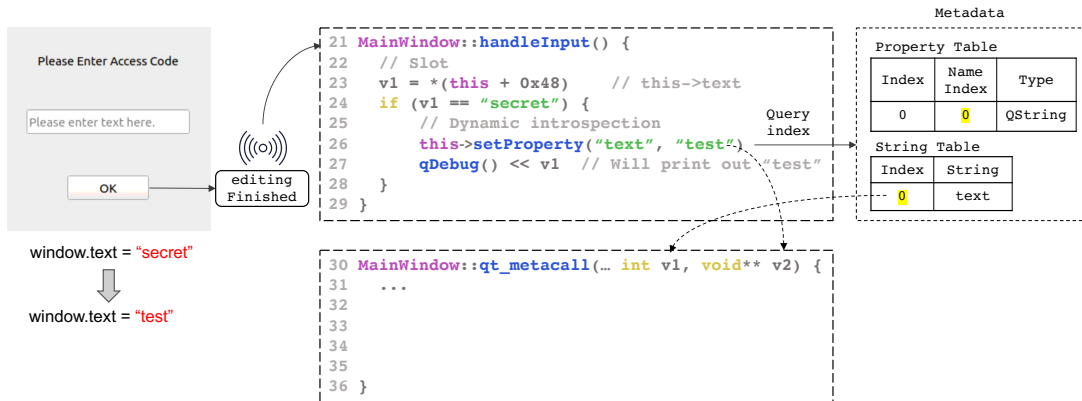 Please Enter Access Code
Please enter text here.
OK
editing
Finished
window.text = “secret”
window.text = “test”
21 MainWindow::handleInput() {
22 // Slot
23 v1 = *(this + 0x48) // this->text
24 if (v1 == “secret”) {
25 // Dynamic introspection
26 this->setProperty(“text”, “test”)
27 qDebug() << v1 // Will print out “test”
28 }
29 }
30 MainWindow::qt_metacall(… int v1, void** v2) {
31 ...
32
33
34
35
36 }
Query
index
Metadata
Property Table
Index Name Index Type
0 0 QString
String Table
Index String
0 text